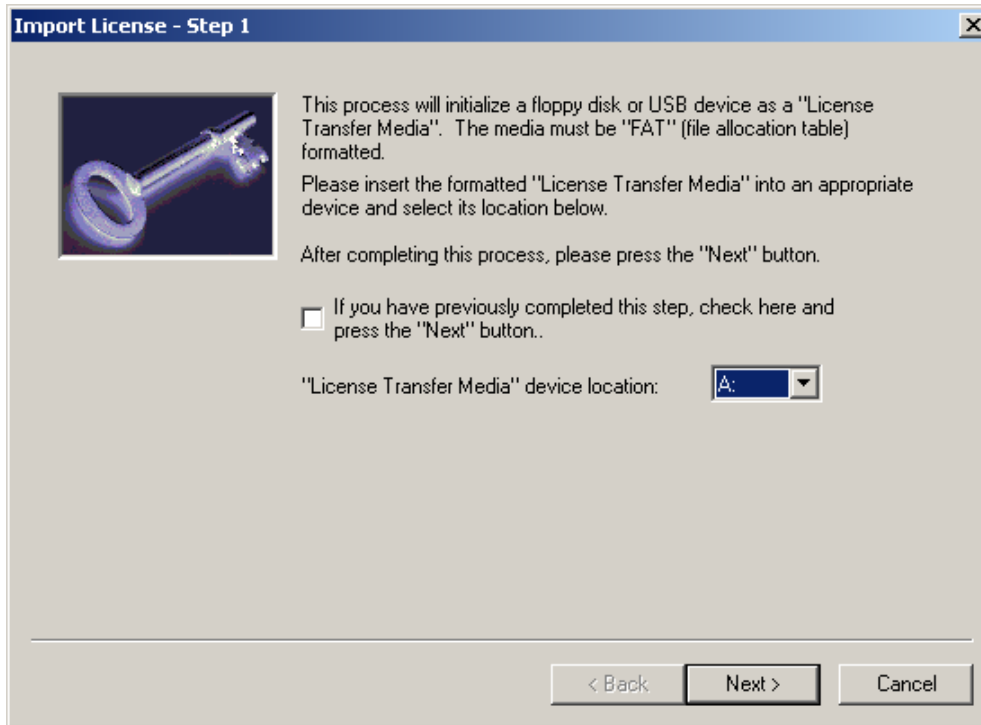 Import License - Step 1
This process will initialize a floppy disk or USB device as a "License
Transfer Media".  The media must be "FAT" (file allocation table)
formatted.
Please insert the formatted "License Transfer Media" into an appropriate
device and select its location below.
After completing this process, please press the "Next" button.
If you have previously completed this step, check here and
press the "Next" button..
"License Transfer Media" device location:
A:
< Back
Next >
Cancel